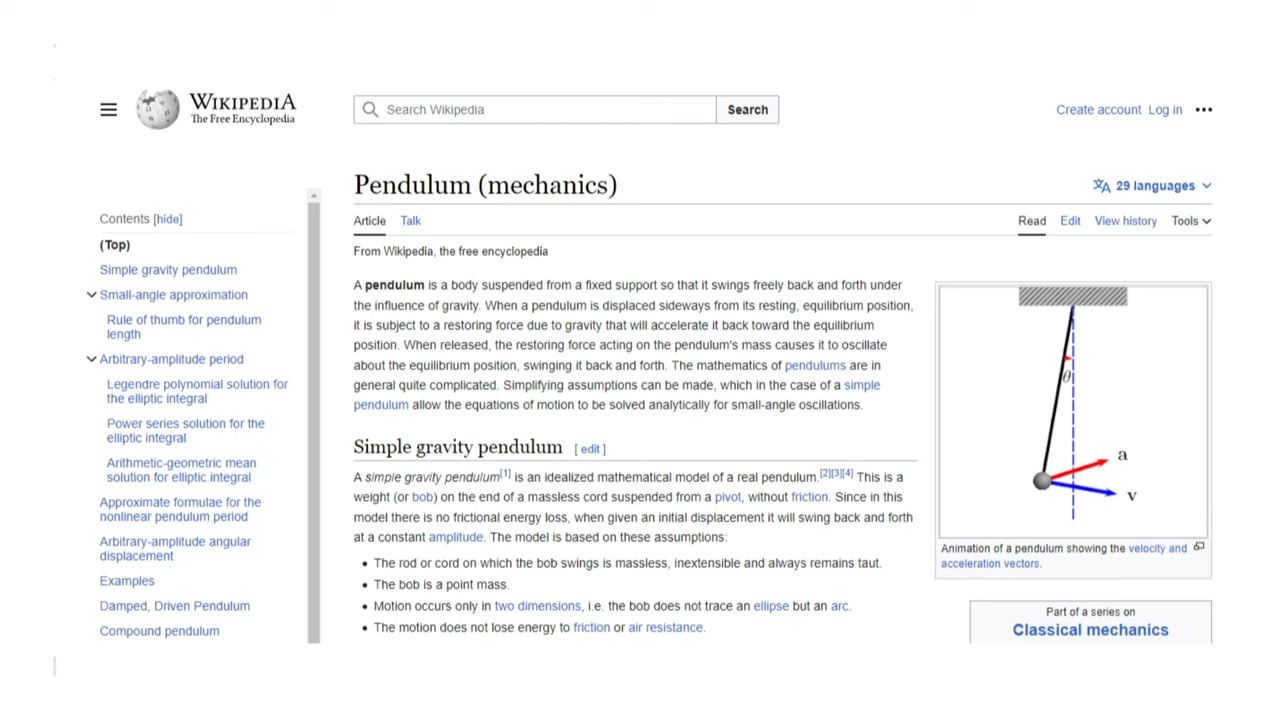 WIKIPEDIA
The Free Encyclopedia
Search Wikipedia
Search
Create account Log in
Pendulum (mechanics)
29 languages
Article Talk
Read Edit View history Tools
From Wikipedia, the free encyclopedia
Contents [hide]
(Top)
Simple gravity pendulum
Small-angle approximation
Rule of thumb for pendulum
length
Arbitrary-amplitude period
Legendre polynomial solution for
the elliptic integral
Power series solution for the
elliptic integral
Arithmetic-geometric mean
solution for elliptic integral
Approximate formulae for the
nonlinear pendulum period
Arbitrary-amplitude angular
displacement
Examples
Damped, Driven Pendulum
Compound pendulum
A pendulum is a body suspended from a fixed support so that it swings freely back and forth under
the influence of gravity. When a pendulum is displaced sideways from its resting, equilibrium position,
it is subject to a restoring force due to gravity that will accelerate it back toward the equilibrium
position. When released, the restoring force acting on the pendulum's mass causes it to oscillate
about the equilibrium position, swinging it back and forth. The mathematics of pendulums are in
general quite complicated. Simplifying assumptions can be made, which in the case of a simple
pendulum allow the equations of motion to be solved analytically for small-angle oscillations.
Simple gravity pendulum [ edit ]
A simple gravity pendulum[1] is an idealized mathematical model of a real pendulum.[2][3][4] This is a
weight (or bob) on the end of a massless cord suspended from a pivot, without friction. Since in this
model there is no frictional energy loss, when given an initial displacement it will swing back and forth
at a constant amplitude. The model is based on these assumptions:
• The rod or cord on which the bob swings is massless, inextensible and always remains taut.
• The bob is a point mass.
• Motion occurs only in two dimensions, i.e. the bob does not trace an ellipse but an arc.
• The motion does not lose energy to friction or air resistance.
θ
a
v
Animation of a pendulum showing the velocity and
acceleration vectors.
Part of a series on
Classical mechanics